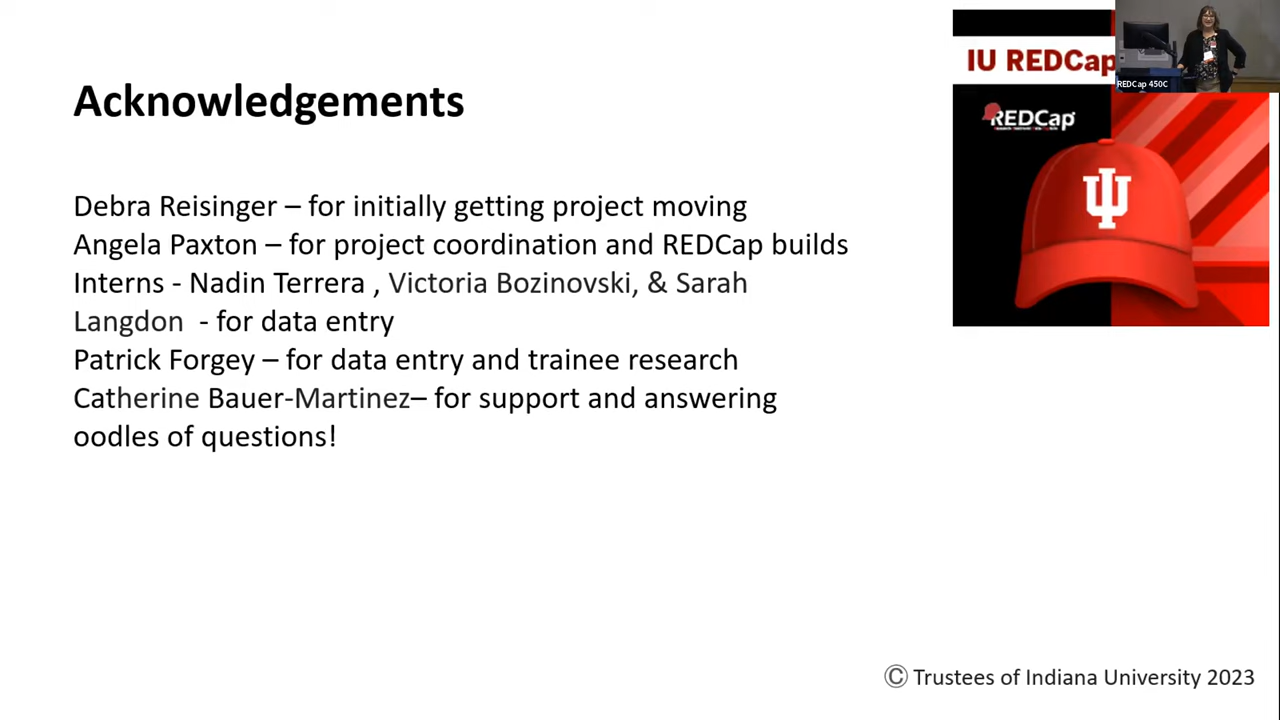 Acknowledgements
Debra Reisinger – for initially getting project moving
Angela Paxton – for project coordination and REDCap builds
Interns - Nadin Terrera , Victoria Bozinovski, & Sarah
Langdon - for data entry
Patrick Forgey – for data entry and trainee research
Catherine Bauer-Martinez– for support and answering
oodles of questions!
IU REDCap
REDCap 450C
REDCap
Ⓒ Trustees of Indiana University 2023